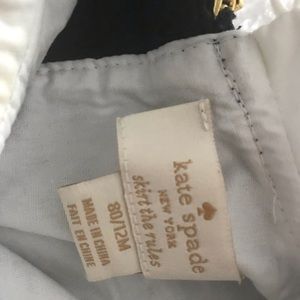 kate spade
NEW YORK
skirt the rules
80/12M
MADE IN CHINA
FAIT EN CHINE